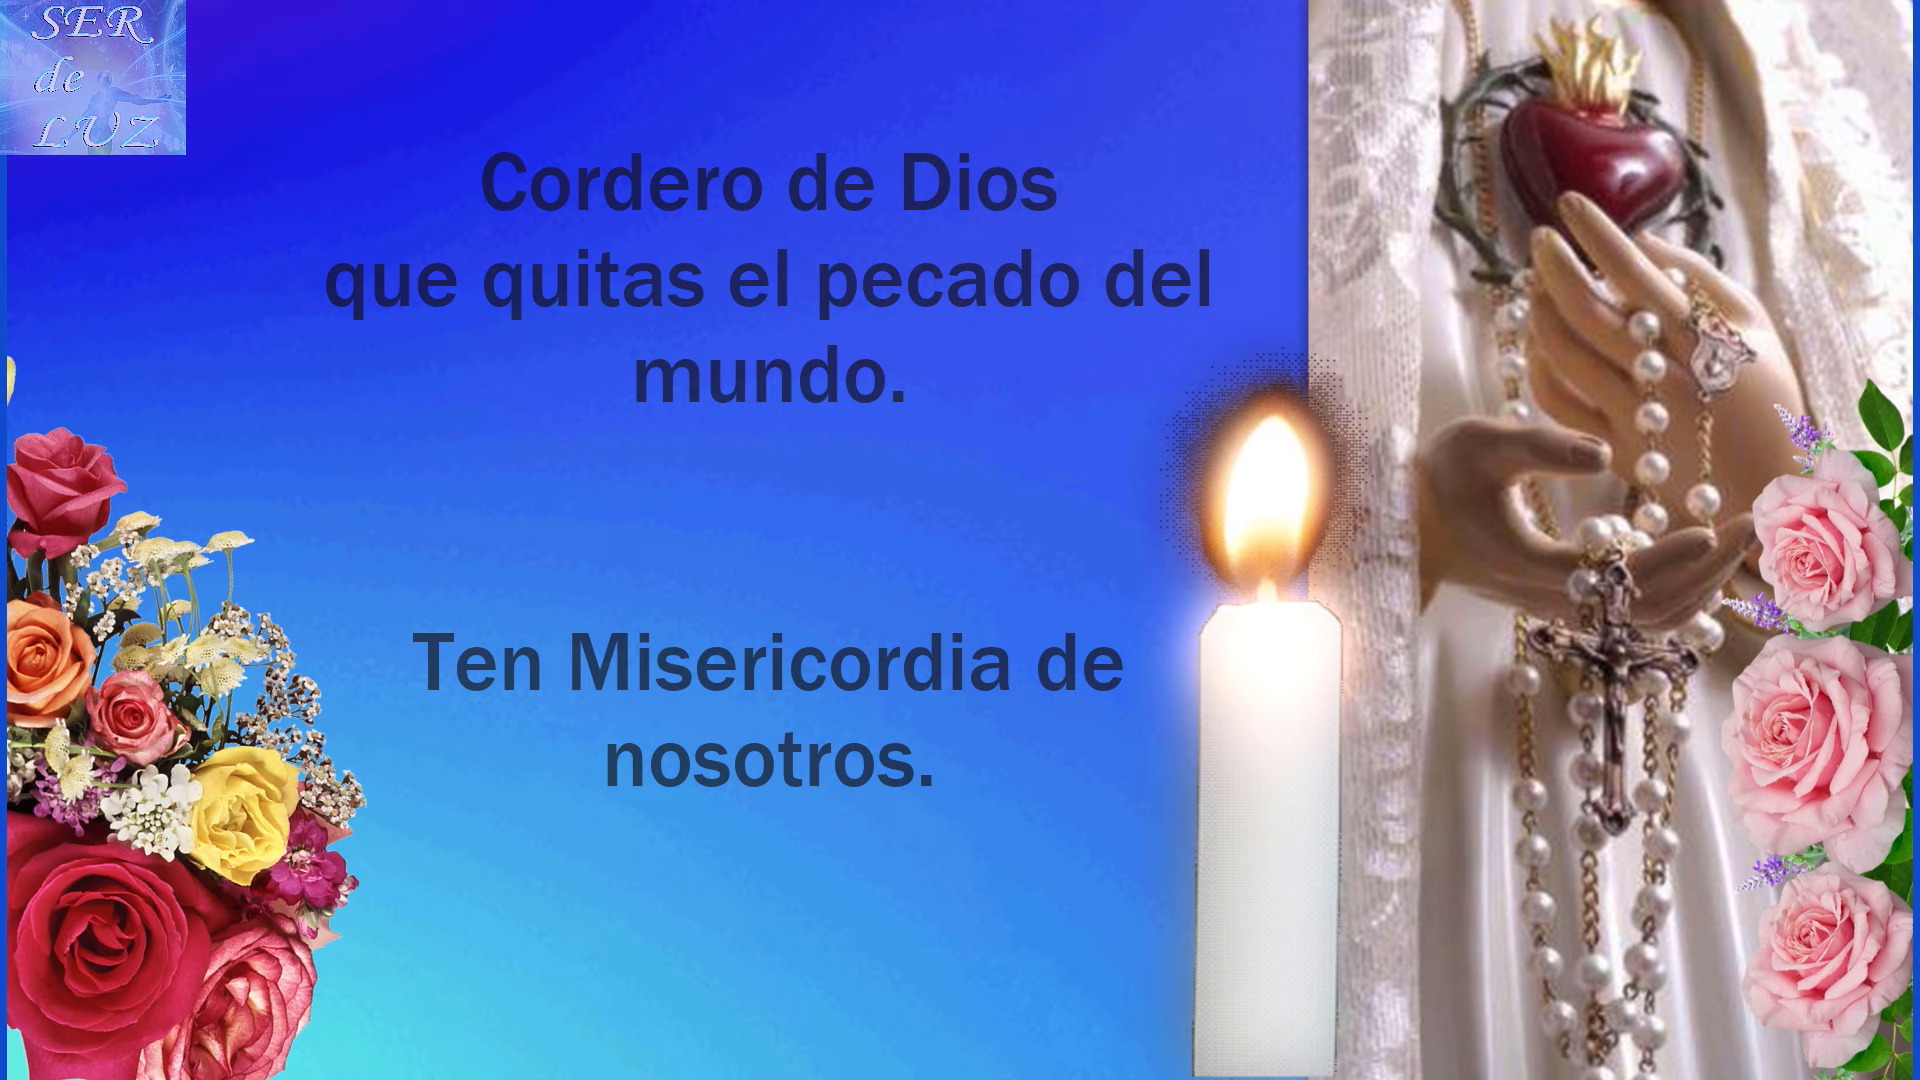 SER
de
LUZ
Cordero de Dios
que quitas el pecado del
mundo.
Ten Misericordia de
nosotros.